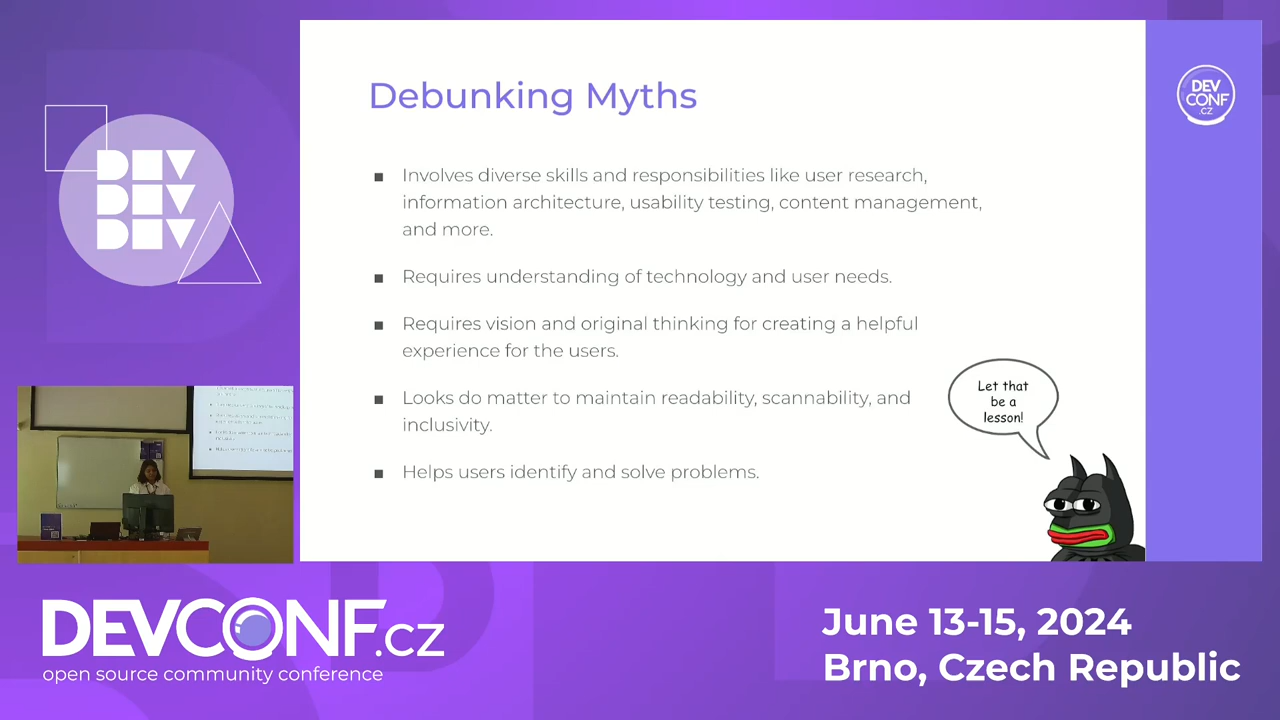 DEV
DEV
DEV
Debunking Myths
DEV
CONF
.CZ
■ Involves diverse skills and responsibilities like user research,
information architecture, usability testing, content management,
and more.
■ Requires understanding of technology and user needs.
■ Requires vision and original thinking for creating a helpful
experience for the users.
■ Looks do matter to maintain readability, scannability, and
inclusivity.
■ Helps users identify and solve problems.
Let that
be a
lesson!
DEVCONF.cz
open source community conference
June 13-15, 2024
Brno, Czech Republic